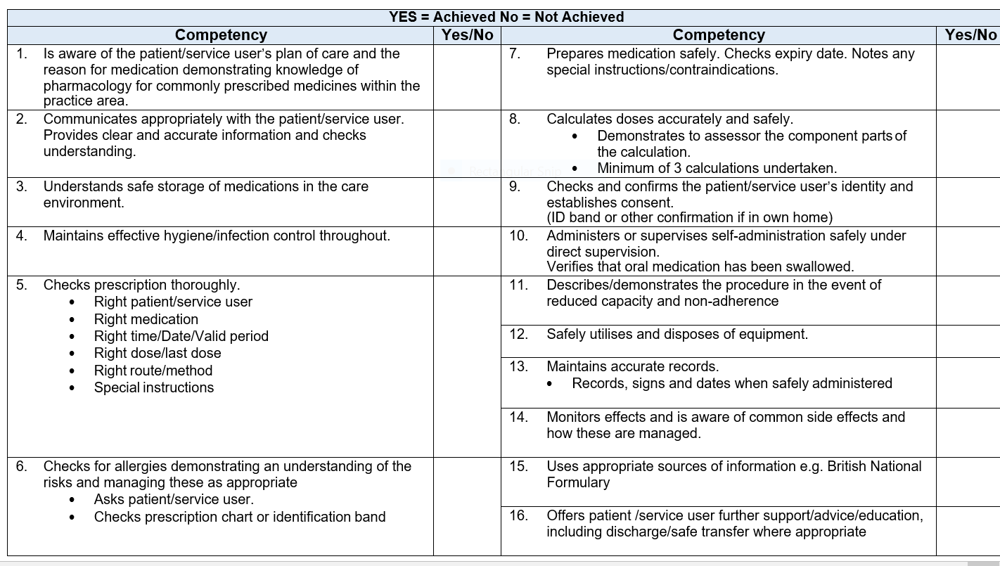 YES = Achieved No = Not Achieved
Competency
Yes/No
Competency
Yes/No
1. Is aware of the patient/service user's plan of care and the
reason for medication demonstrating knowledge of
pharmacology for commonly prescribed medicines within the
practice area.
7. Prepares medication safely. Checks expiry date. Notes any
special instructions/contraindications.
2. Communicates appropriately with the patient/service user.
Provides clear and accurate information and checks
understanding.
8. Calculates doses accurately and safely.
• Demonstrates to assessor the component parts of
the calculation.
• Minimum of 3 calculations undertaken.
Rectangular Snip
3. Understands safe storage of medications in the care
environment.
9. Checks and confirms the patient/service user's identity and
establishes consent.
(ID band or other confirmation if in own home)
4. Maintains effective hygiene/infection control throughout.
10. Administers or supervises self-administration safely under
direct supervision.
Verifies that oral medication has been swallowed.
5. Checks prescription thoroughly.
• Right patient/service user
• Right medication
• Right time/Date/Valid period
• Right dose/last dose
• Right route/method
• Special instructions
11. Describes/demonstrates the procedure in the event of
reduced capacity and non-adherence
12. Safely utilises and disposes of equipment.
13. Maintains accurate records.
• Records, signs and dates when safely administered
14. Monitors effects and is aware of common side effects and
how these are managed.
6. Checks for allergies demonstrating an understanding of the
risks and managing these as appropriate
• Asks patient/service user.
• Checks prescription chart or identification band
15. Uses appropriate sources of information e.g. British National
Formulary
16. Offers patient /service user further support/advice/education,
including discharge/safe transfer where appropriate